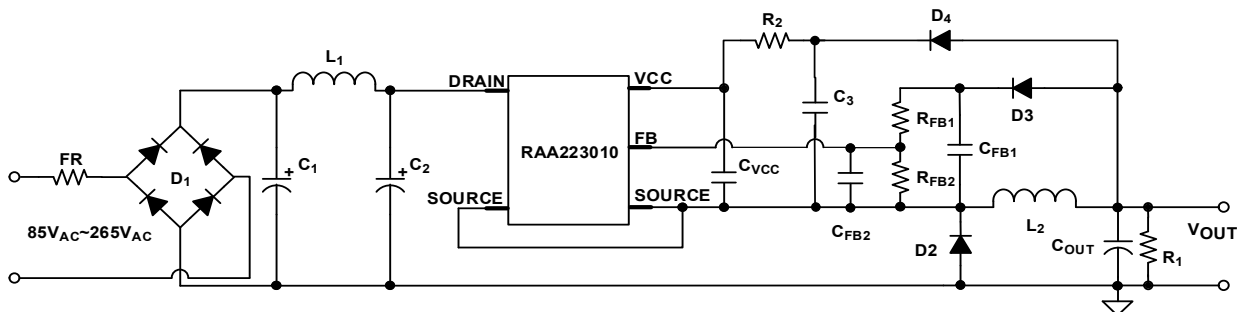 R2
D4
L1
DRAIN
VCC
C3
D3
RFB1
FR
D1
C1
C2
RAA223010
FB
CVCC
CFB1
RFB2
SOURCE
SOURCE
85VAC~265VAC
CFB2
D2
L2
COUT
R1
VOUT